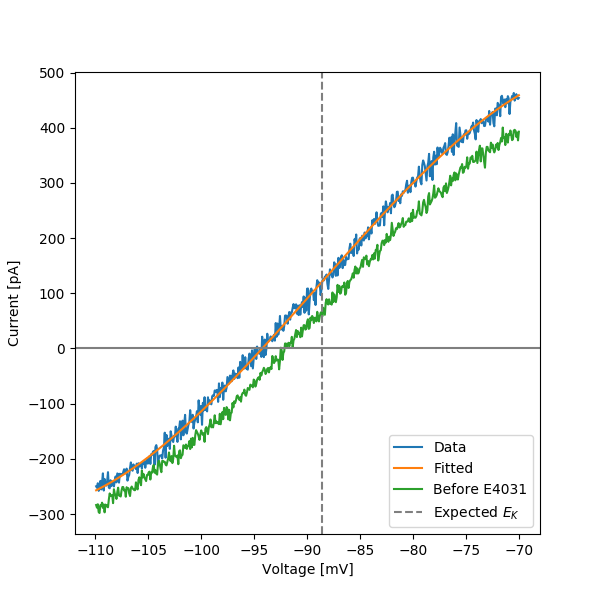 500
400
300
200
100
0
−100
−200
−300
Current [pA]
Data
Fitted
Before E4031
Expected E_K
−110 −105 −100 −95 −90 −85 −80 −75 −70
Voltage [mV]